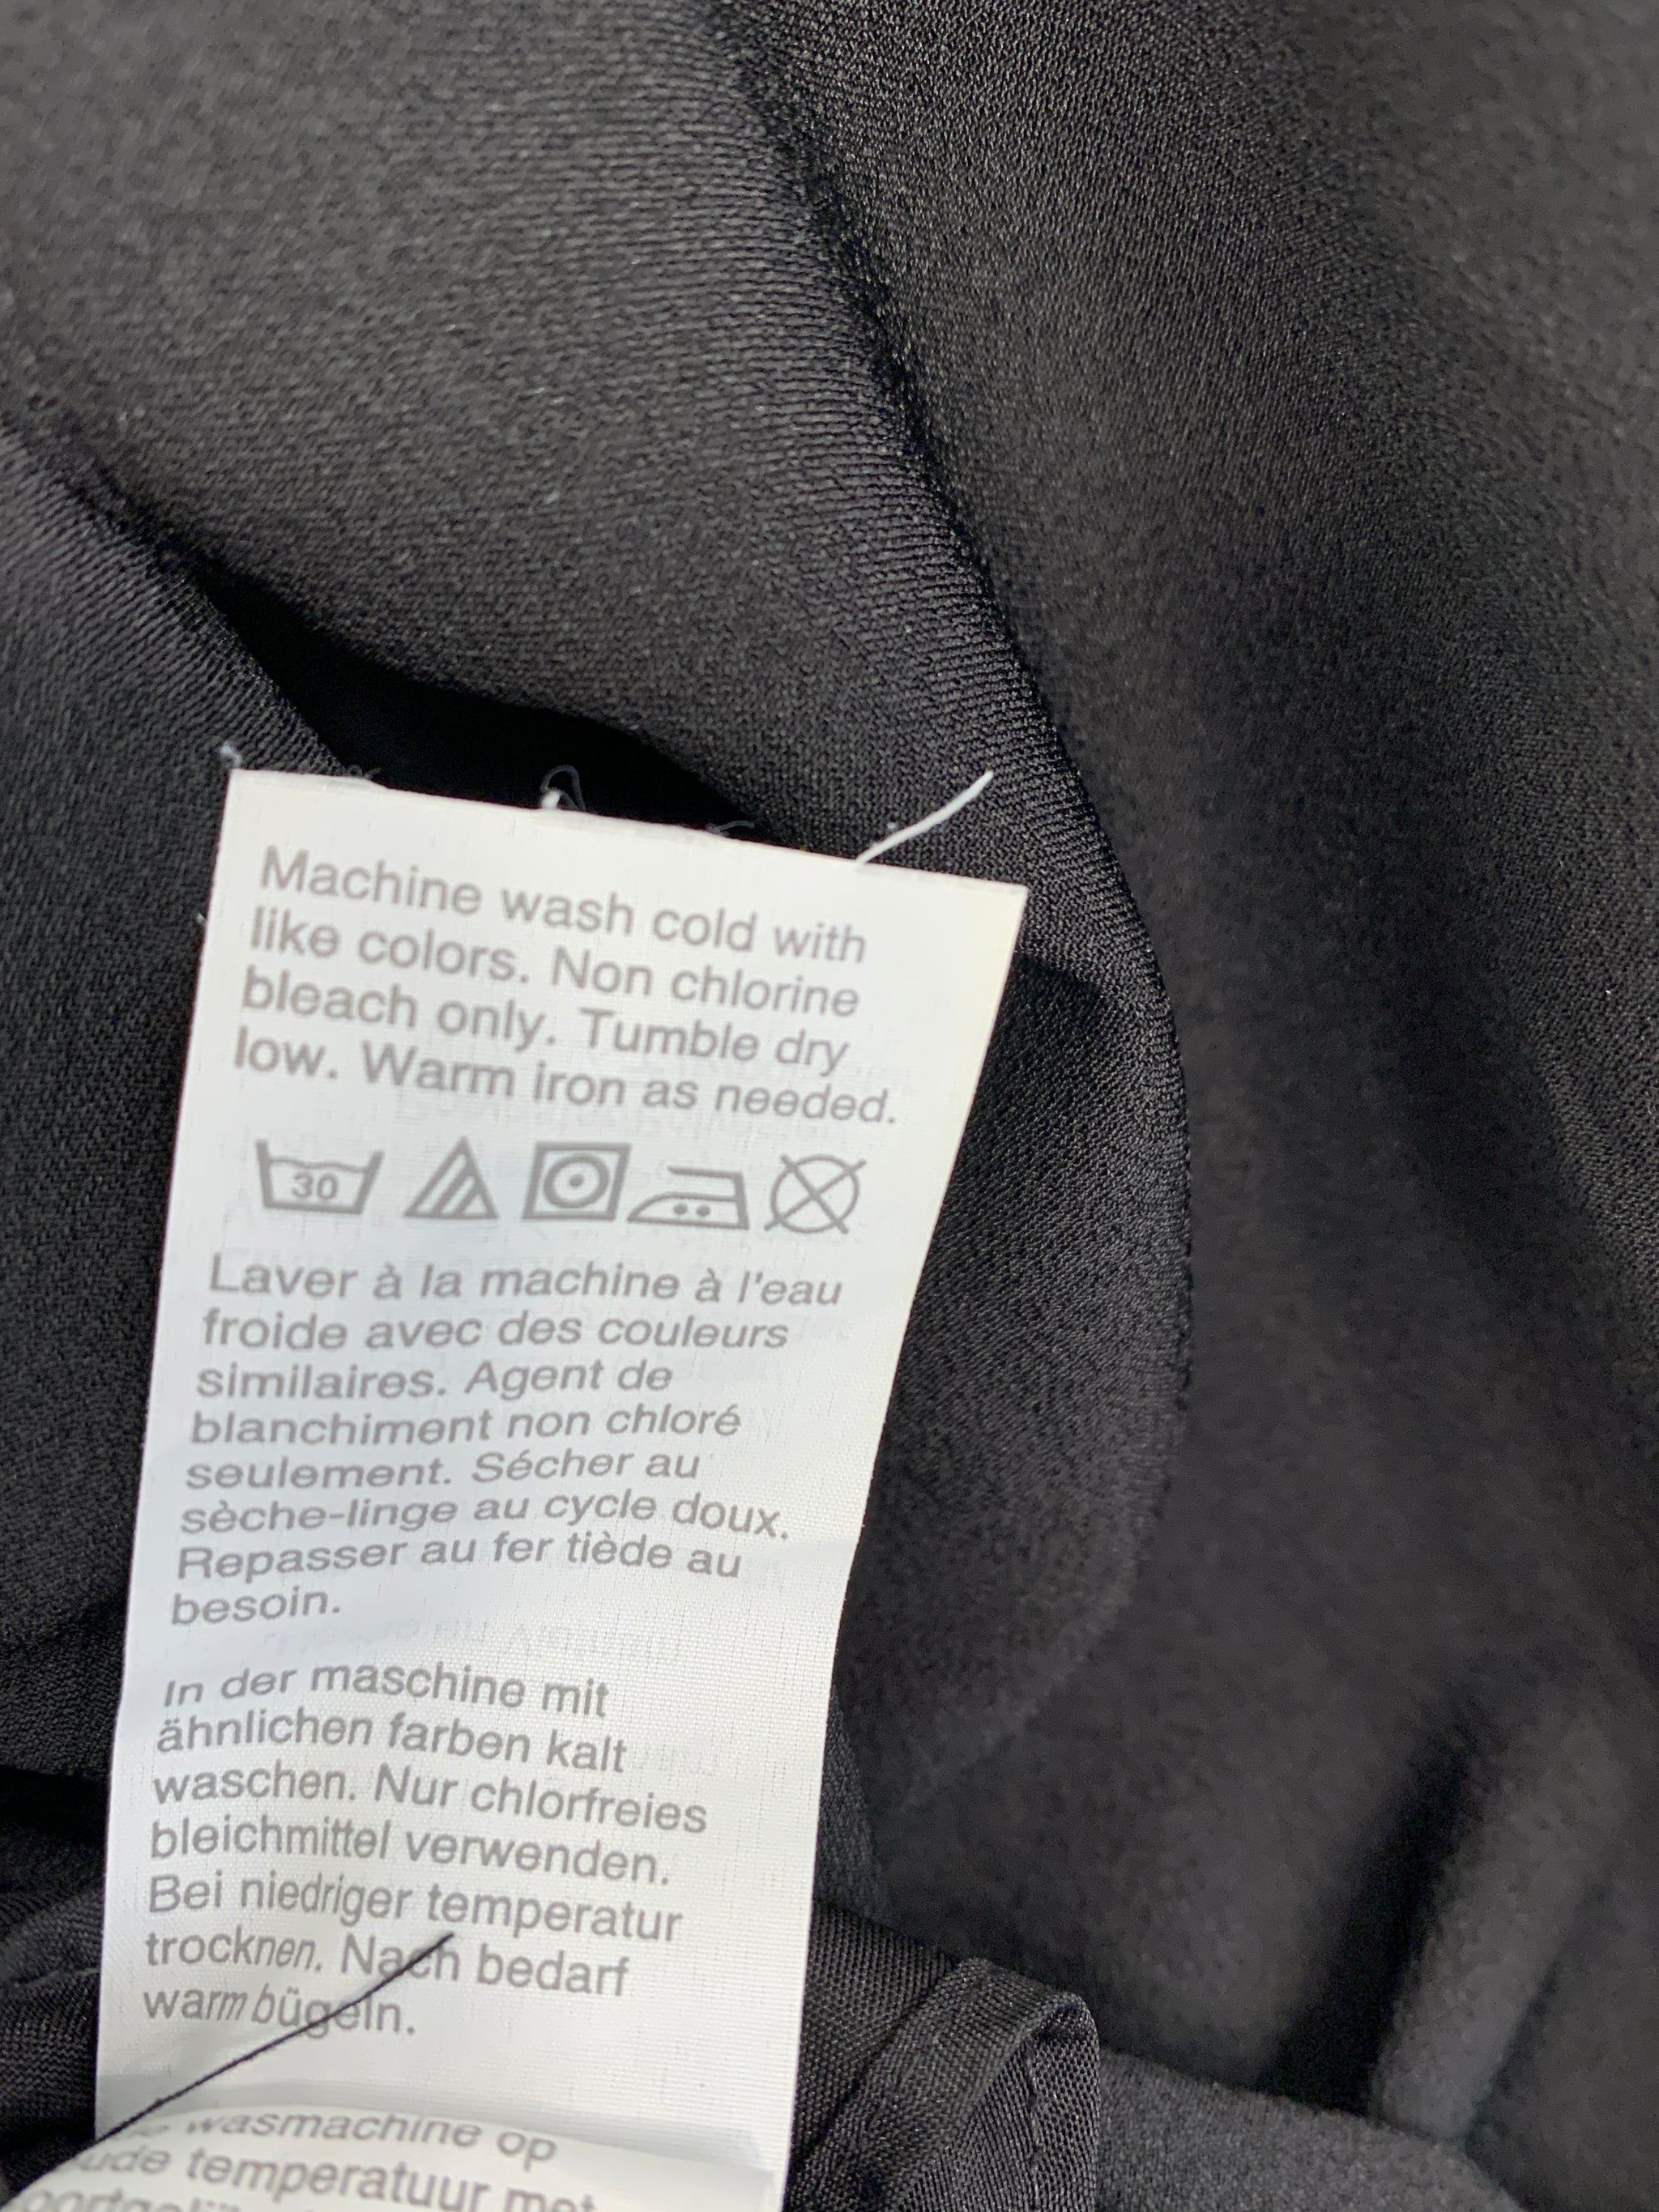 Machine wash cold with
like colors. Non chlorine
bleach only. Tumble dry
low. Warm iron as needed.
30
Laver à la machine à l'eau
froide avec des couleurs
similaires. Agent de
blanchiment non chloré
seulement. Sécher au
sèche-linge au cycle doux.
Repasser au fer tiède au
besoin.
In der maschine mit
ähnlichen farben kalt
waschen. Nur chlorfreies
bleichmittel verwenden.
Bei niedriger temperatur
trocknen. Nach bedarf
warm bügeln.
wasmachine op
temperatuur met